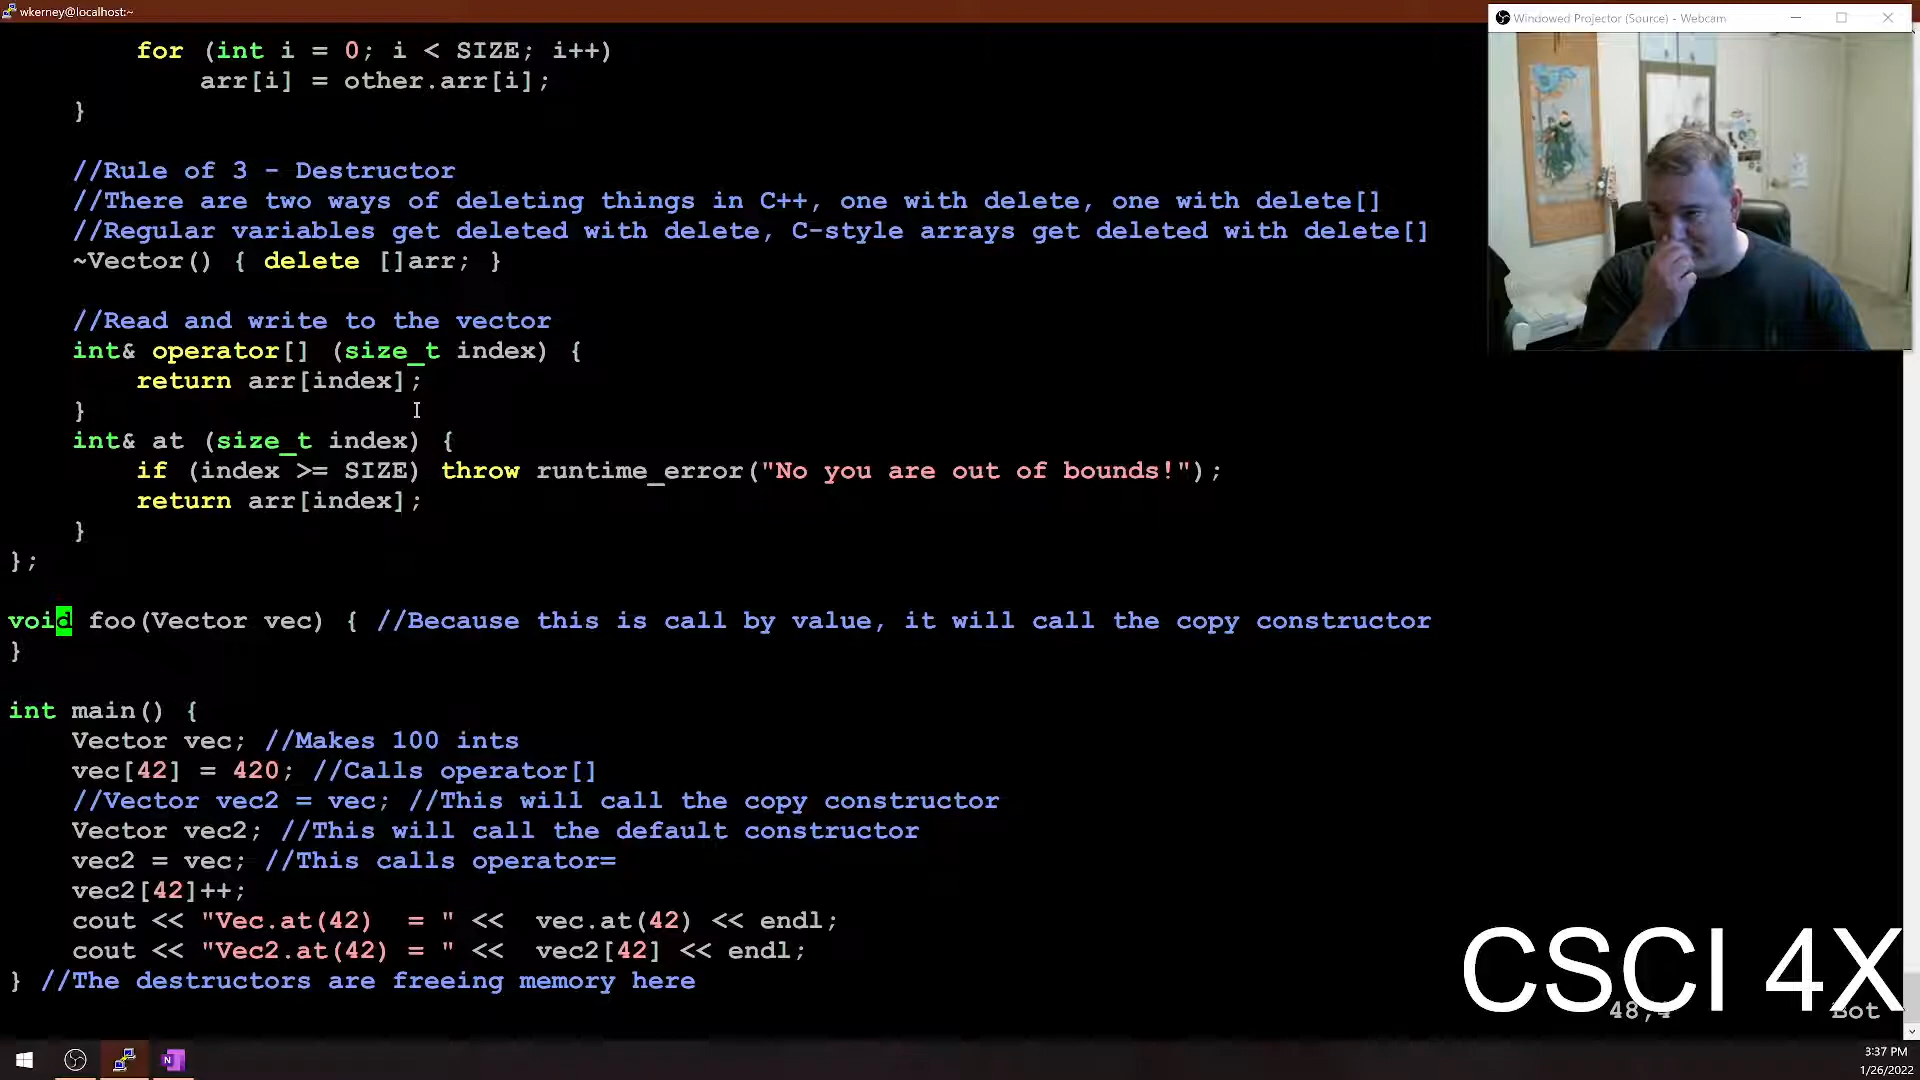 wkerney@localhost:~
Windowed Projector (Source) - Webcam
for (int i = 0; i < SIZE; i++)
arr[i] = other.arr[i];
}
//Rule of 3 - Destructor
//There are two ways of deleting things in C++, one with delete, one with delete[]
//Regular variables get deleted with delete, C-style arrays get deleted with delete[]
~Vector() { delete []arr; }
//Read and write to the vector
int& operator[] (size_t index) {
return arr[index];
}
int& at (size_t index) {
if (index >= SIZE) throw runtime_error("No you are out of bounds!");
return arr[index];
}
};
void foo(Vector vec) { //Because this is call by value, it will call the copy constructor
}
int main() {
Vector vec; //Makes 100 ints
vec[42] = 420; //Calls operator[]
//Vector vec2 = vec; //This will call the copy constructor
Vector vec2; //This will call the default constructor
vec2 = vec; //This calls operator=
vec2[42]++;
cout << "Vec.at(42)  = " <<  vec.at(42) << endl;
cout << "Vec2.at(42) = " <<  vec2[42] << endl;
} //The destructors are freeing memory here
CSCI 4X
48,4 Bot
3:37 PM
1/26/2022